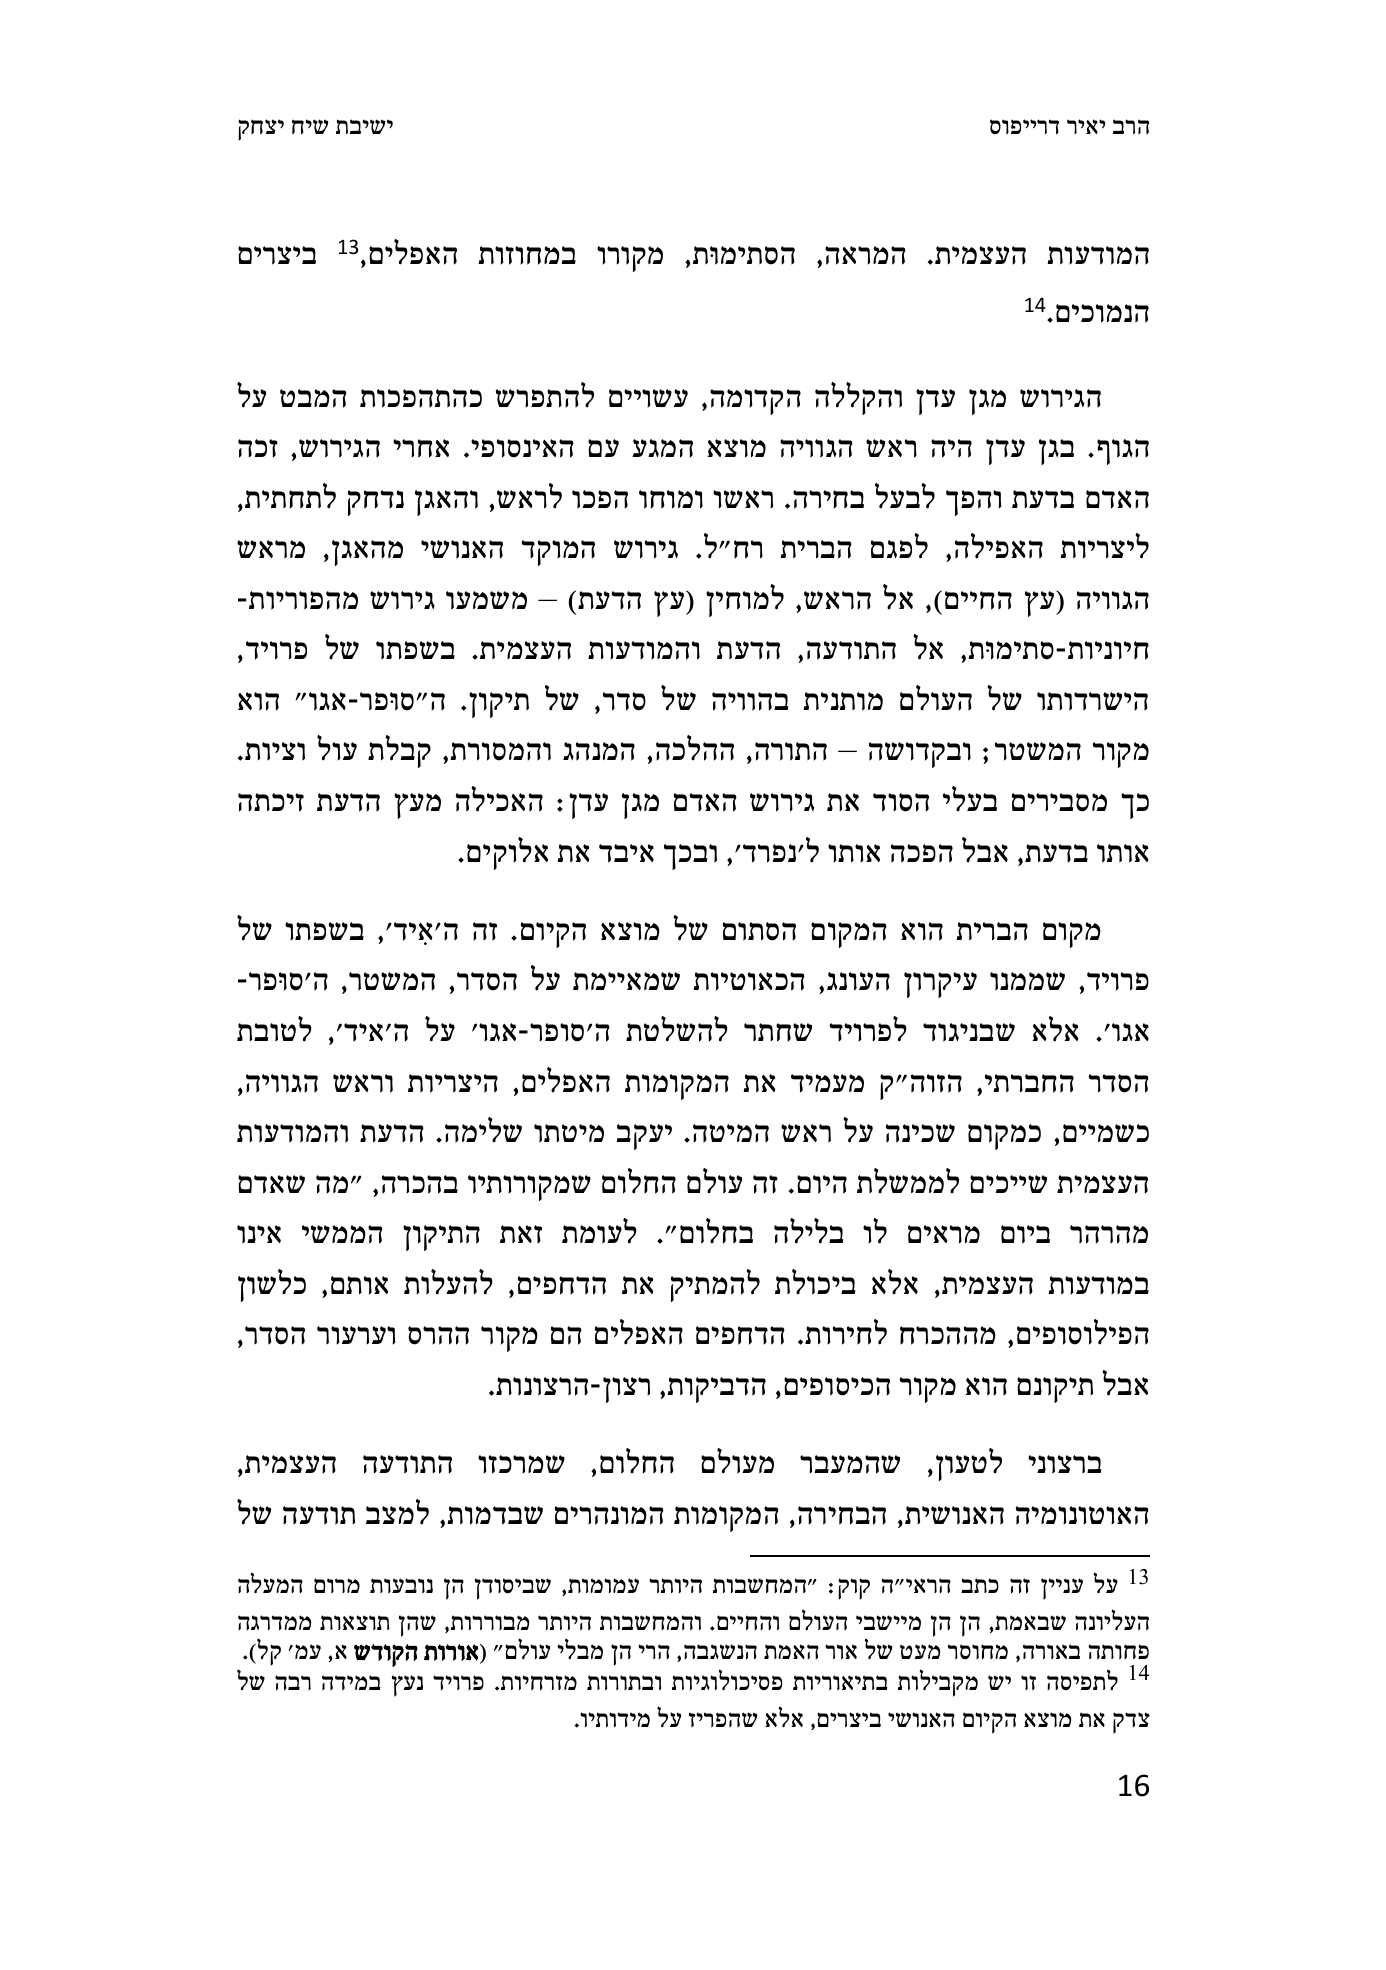 הרב יאיר דרייפוס ישיבת שיח יצחק
המודעות העצמית. המראה, הסתימוּת, מקורו במחוזות האפלים,13 ביצרים
הנמוכים.14
הגירוש מגן עדן והקללה הקדומה, עשויים להתפרש כהתהפכות המבט על
הגוף. בגן עדן היה ראש הגוויה מוצא המגע עם האינסופי. אחרי הגירוש, זכה
האדם בדעת והפך לבעל בחירה. ראשו ומוחו הפכו לראש, והאגן נדחק לתחתית,
ליצריות האפילה, לפגם הברית רח״ל. גירוש המוקד האנושי מהאגן, מראש
הגוויה (עץ החיים), אל הראש, למוחין (עץ הדעת) – משמעו גירוש מהפוריות-
חיוניות-סתימוּת, אל התודעה, הדעת והמודעות העצמית. בשפתו של פרויד,
הישרדותו של העולם מותנית בהוויה של סדר, של תיקון. ה״סוּפר-אגו״ הוא
מקור המשטר; ובקדושה – התורה, ההלכה, המנהג והמסורת, קבלת עול וציות.
כך מסבירים בעלי הסוד את גירוש האדם מגן עדן: האכילה מעץ הדעת זיכתה
אותו בדעת, אבל הפכה אותו ל׳נפרד׳, ובכך איבד את אלוקים.
מקום הברית הוא המקום הסתום של מוצא הקיום. זה ה׳אִיד׳, בשפתו של
פרויד, שממנו עיקרון העונג, הכאוטיות שמאיימת על הסדר, המשטר, ה׳סוּפר-
אגו׳. אלא שבניגוד לפרויד שחתר להשלטת ה׳סופר-אגו׳ על ה׳איד׳, לטובת
הסדר החברתי, הזוה״ק מעמיד את המקומות האפלים, היצריות וראש הגוויה,
כשמיים, כמקום שכינה על ראש המיטה. יעקב מיטתו שלימה. הדעת והמודעות
העצמית שייכים לממשלת היום. זה עולם החלום שמקורותיו בהכרה, ״מה שאדם
מהרהר ביום מראים לו בלילה בחלום״. לעומת זאת התיקון הממשי אינו
במודעות העצמית, אלא ביכולת להמתיק את הדחפים, להעלות אותם, כלשון
הפילוסופים, מההכרח לחירות. הדחפים האפלים הם מקור ההרס וערעור הסדר,
אבל תיקונם הוא מקור הכיסופים, הדביקות, רצון-הרצונות.
ברצוני לטעון, שהמעבר מעולם החלום, שמרכזו התודעה העצמית,
האוטונומיה האנושית, הבחירה, המקומות המונהרים שבדמות, למצב תודעה של
13 על עניין זה כתב הראי״ה קוק: ״המחשבות היותר עמומות, שביסודן הן נובעות מרום המעלה
העליונה שבאמת, הן הן מיישבי העולם והחיים. והמחשבות היותר מבוררות, שהן תוצאות ממדרגה
פחותה באורה, מחוסר מעט של אור האמת הנשגבה, הרי הן מבלי עולם״ (אורות הקודש א, עמ׳ קל).
14 לתפיסה זו יש מקבילות בתיאוריות פסיכולוגיות ובתורות מזרחיות. פרויד נעץ במידה רבה של
צדק את מוצא הקיום האנושי ביצרים, אלא שהפריז על מידותיו.
16